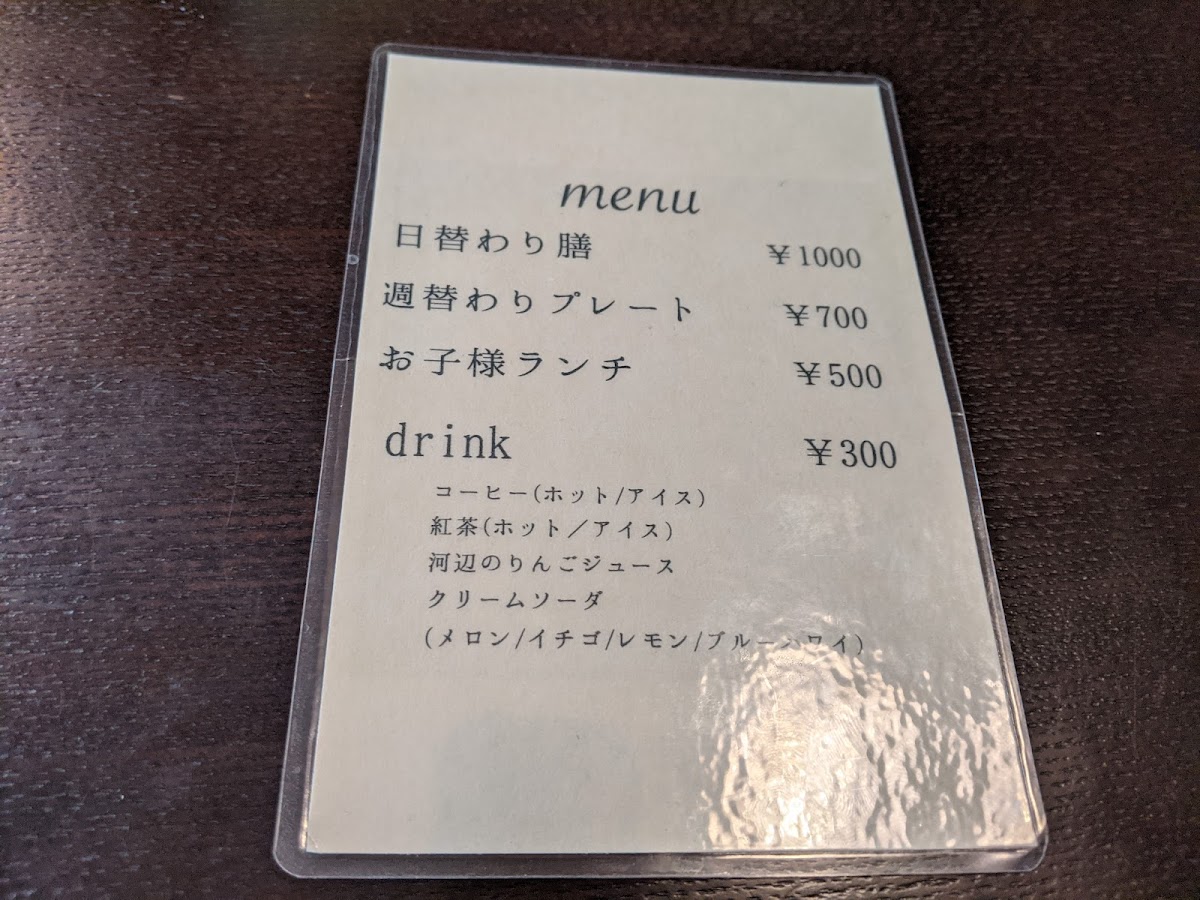 menu
日替わり膳 ¥1000
週替わりプレート ¥700
お子様ランチ ¥500
drink ¥300
コーヒー(ホット/アイス)
紅茶(ホット／アイス)
河辺のりんごジュース
クリームソーダ
(メロン/イチゴ/レモン/ブルーハワイ)